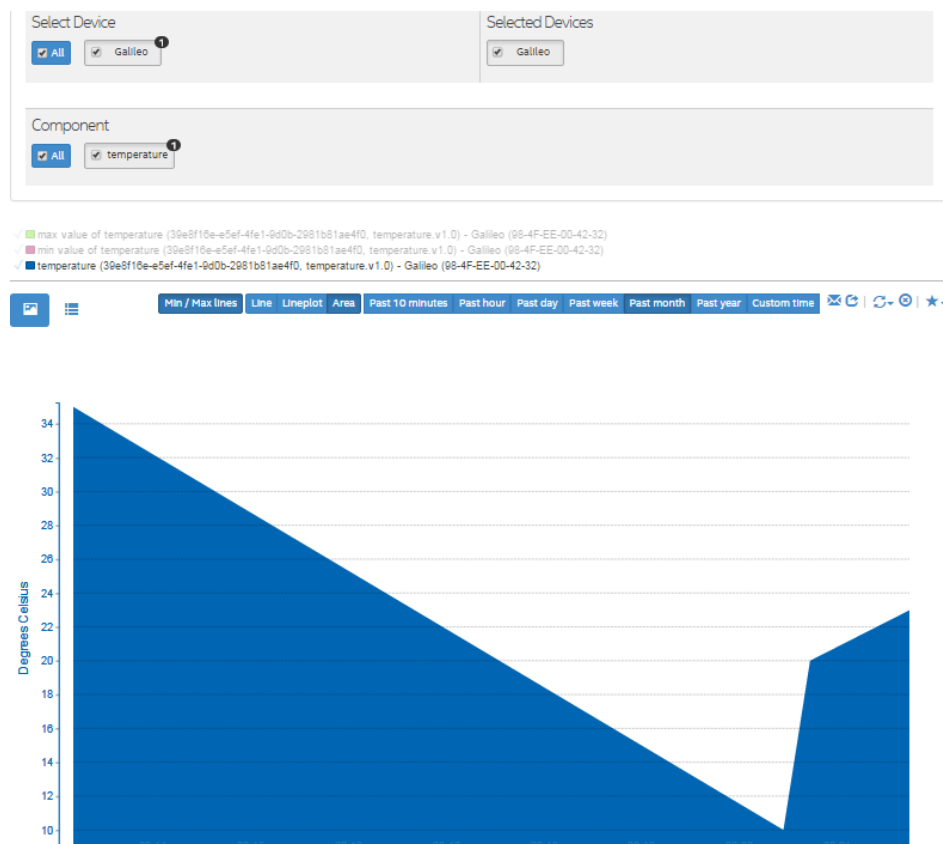 Select Device
All
Galileo
1
Selected Devices
Galileo
Component
All
temperature
1
max value of temperature (39e8f16e-e5ef-4fe1-9d0b-2981b81ae4f0, temperature.v1.0) - Galileo (98-4F-EE-00-42-32)
min value of temperature (39e8f16e-e5ef-4fe1-9d0b-2981b81ae4f0, temperature.v1.0) - Galileo (98-4F-EE-00-42-32)
temperature (39e8f16e-e5ef-4fe1-9d0b-2981b81ae4f0, temperature.v1.0) - Galileo (98-4F-EE-00-42-32)
Min / Max lines Line Lineplot Area Past 10 minutes Past hour Past day Past week Past month Past year Custom time
34
32
30
28
26
24
22
20
18
16
14
12
10
Degrees Celsius